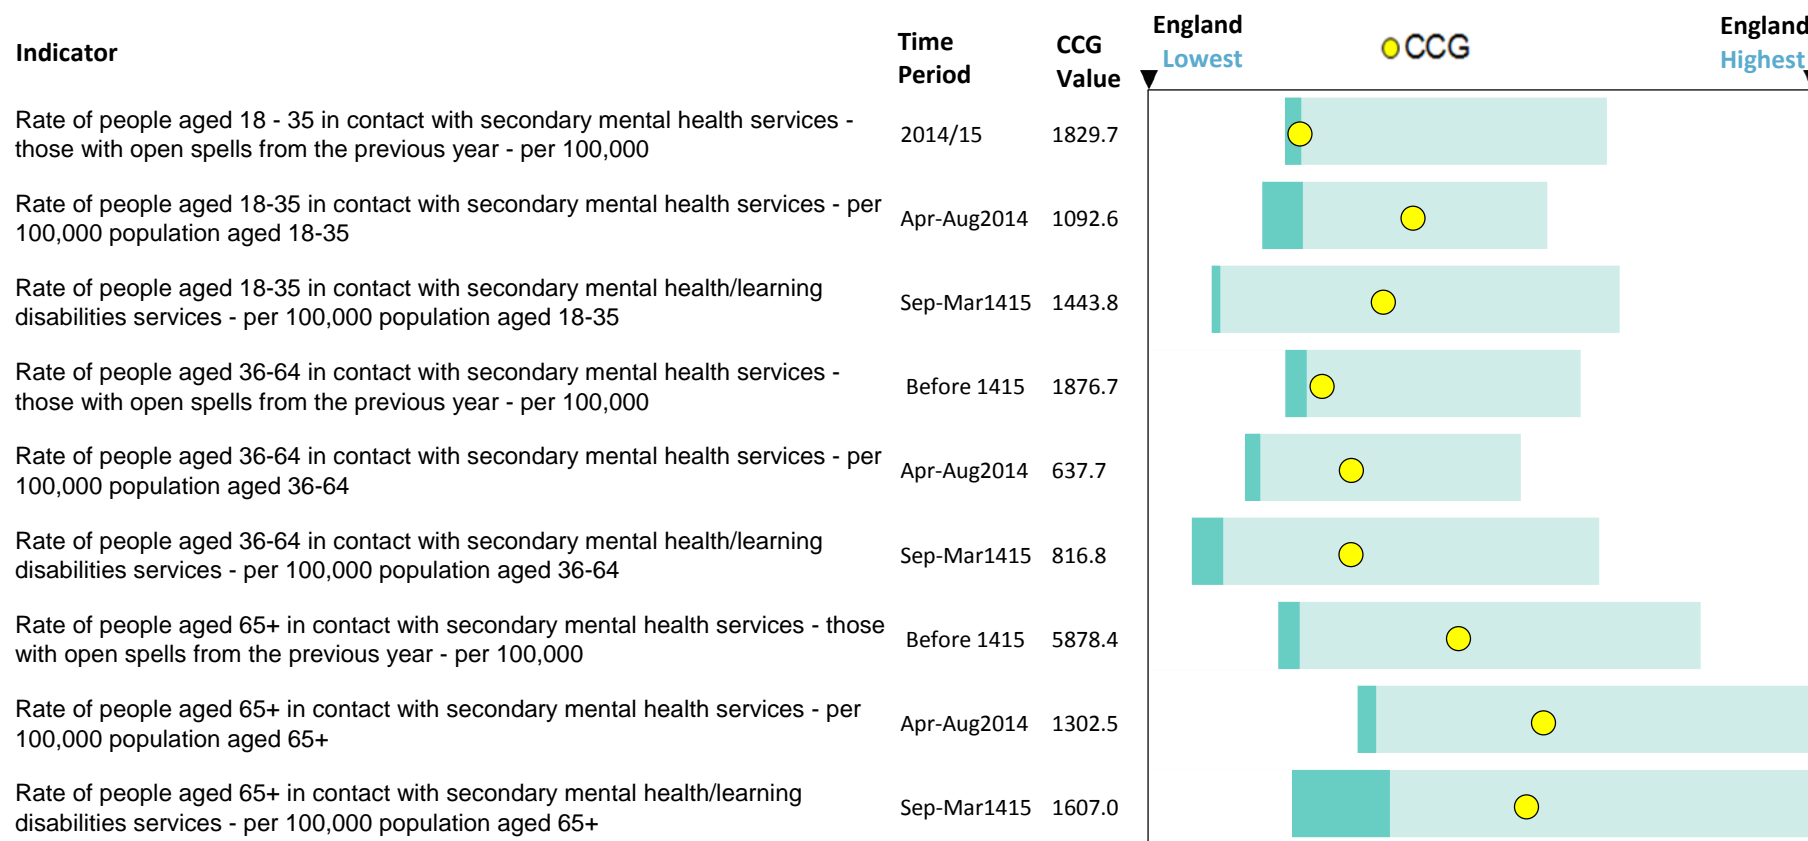 Indicator
Time Period
CCG Value
England Lowest
CCG
England Highest
Rate of people aged 18 - 35 in contact with secondary mental health services -
those with open spells from the previous year - per 100,000
2014/15 1829.7
Rate of people aged 18-35 in contact with secondary mental health services - per
100,000 population aged 18-35
Apr-Aug2014 1092.6
Rate of people aged 18-35 in contact with secondary mental health/learning
disabilities services - per 100,000 population aged 18-35
Sep-Mar1415 1443.8
Rate of people aged 36-64 in contact with secondary mental health services -
those with open spells from the previous year - per 100,000
Before 1415 1876.7
Rate of people aged 36-64 in contact with secondary mental health services - per
100,000 population aged 36-64
Apr-Aug2014 637.7
Rate of people aged 36-64 in contact with secondary mental health/learning
disabilities services - per 100,000 population aged 36-64
Sep-Mar1415 816.8
Rate of people aged 65+ in contact with secondary mental health services - those
with open spells from the previous year - per 100,000
Before 1415 5878.4
Rate of people aged 65+ in contact with secondary mental health services - per
100,000 population aged 65+
Apr-Aug2014 1302.5
Rate of people aged 65+ in contact with secondary mental health/learning
disabilities services - per 100,000 population aged 65+
Sep-Mar1415 1607.0